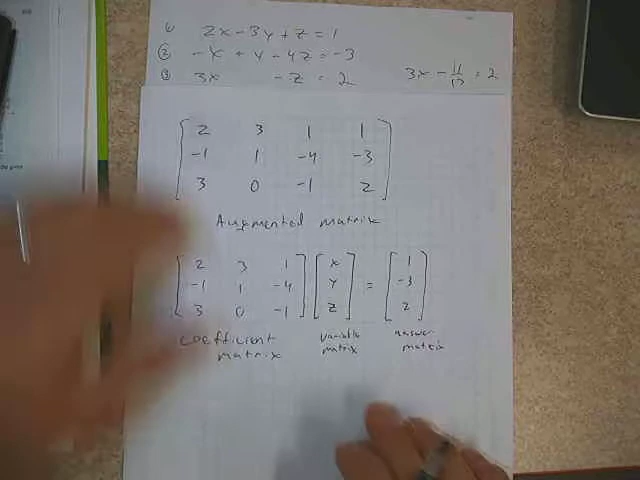 ① 2x-3y+z=1
② -x+y-4z=-3
③ 3x -z=2 3x-11/13=2
2 3 1 1
-1 1 -4 -3
3 0 -1 2
Augmented matrix
2 3 1 x 1
-1 1 -4 y = -3
3 0 -1 z 2
coefficient variable answer
matrix matrix matrix